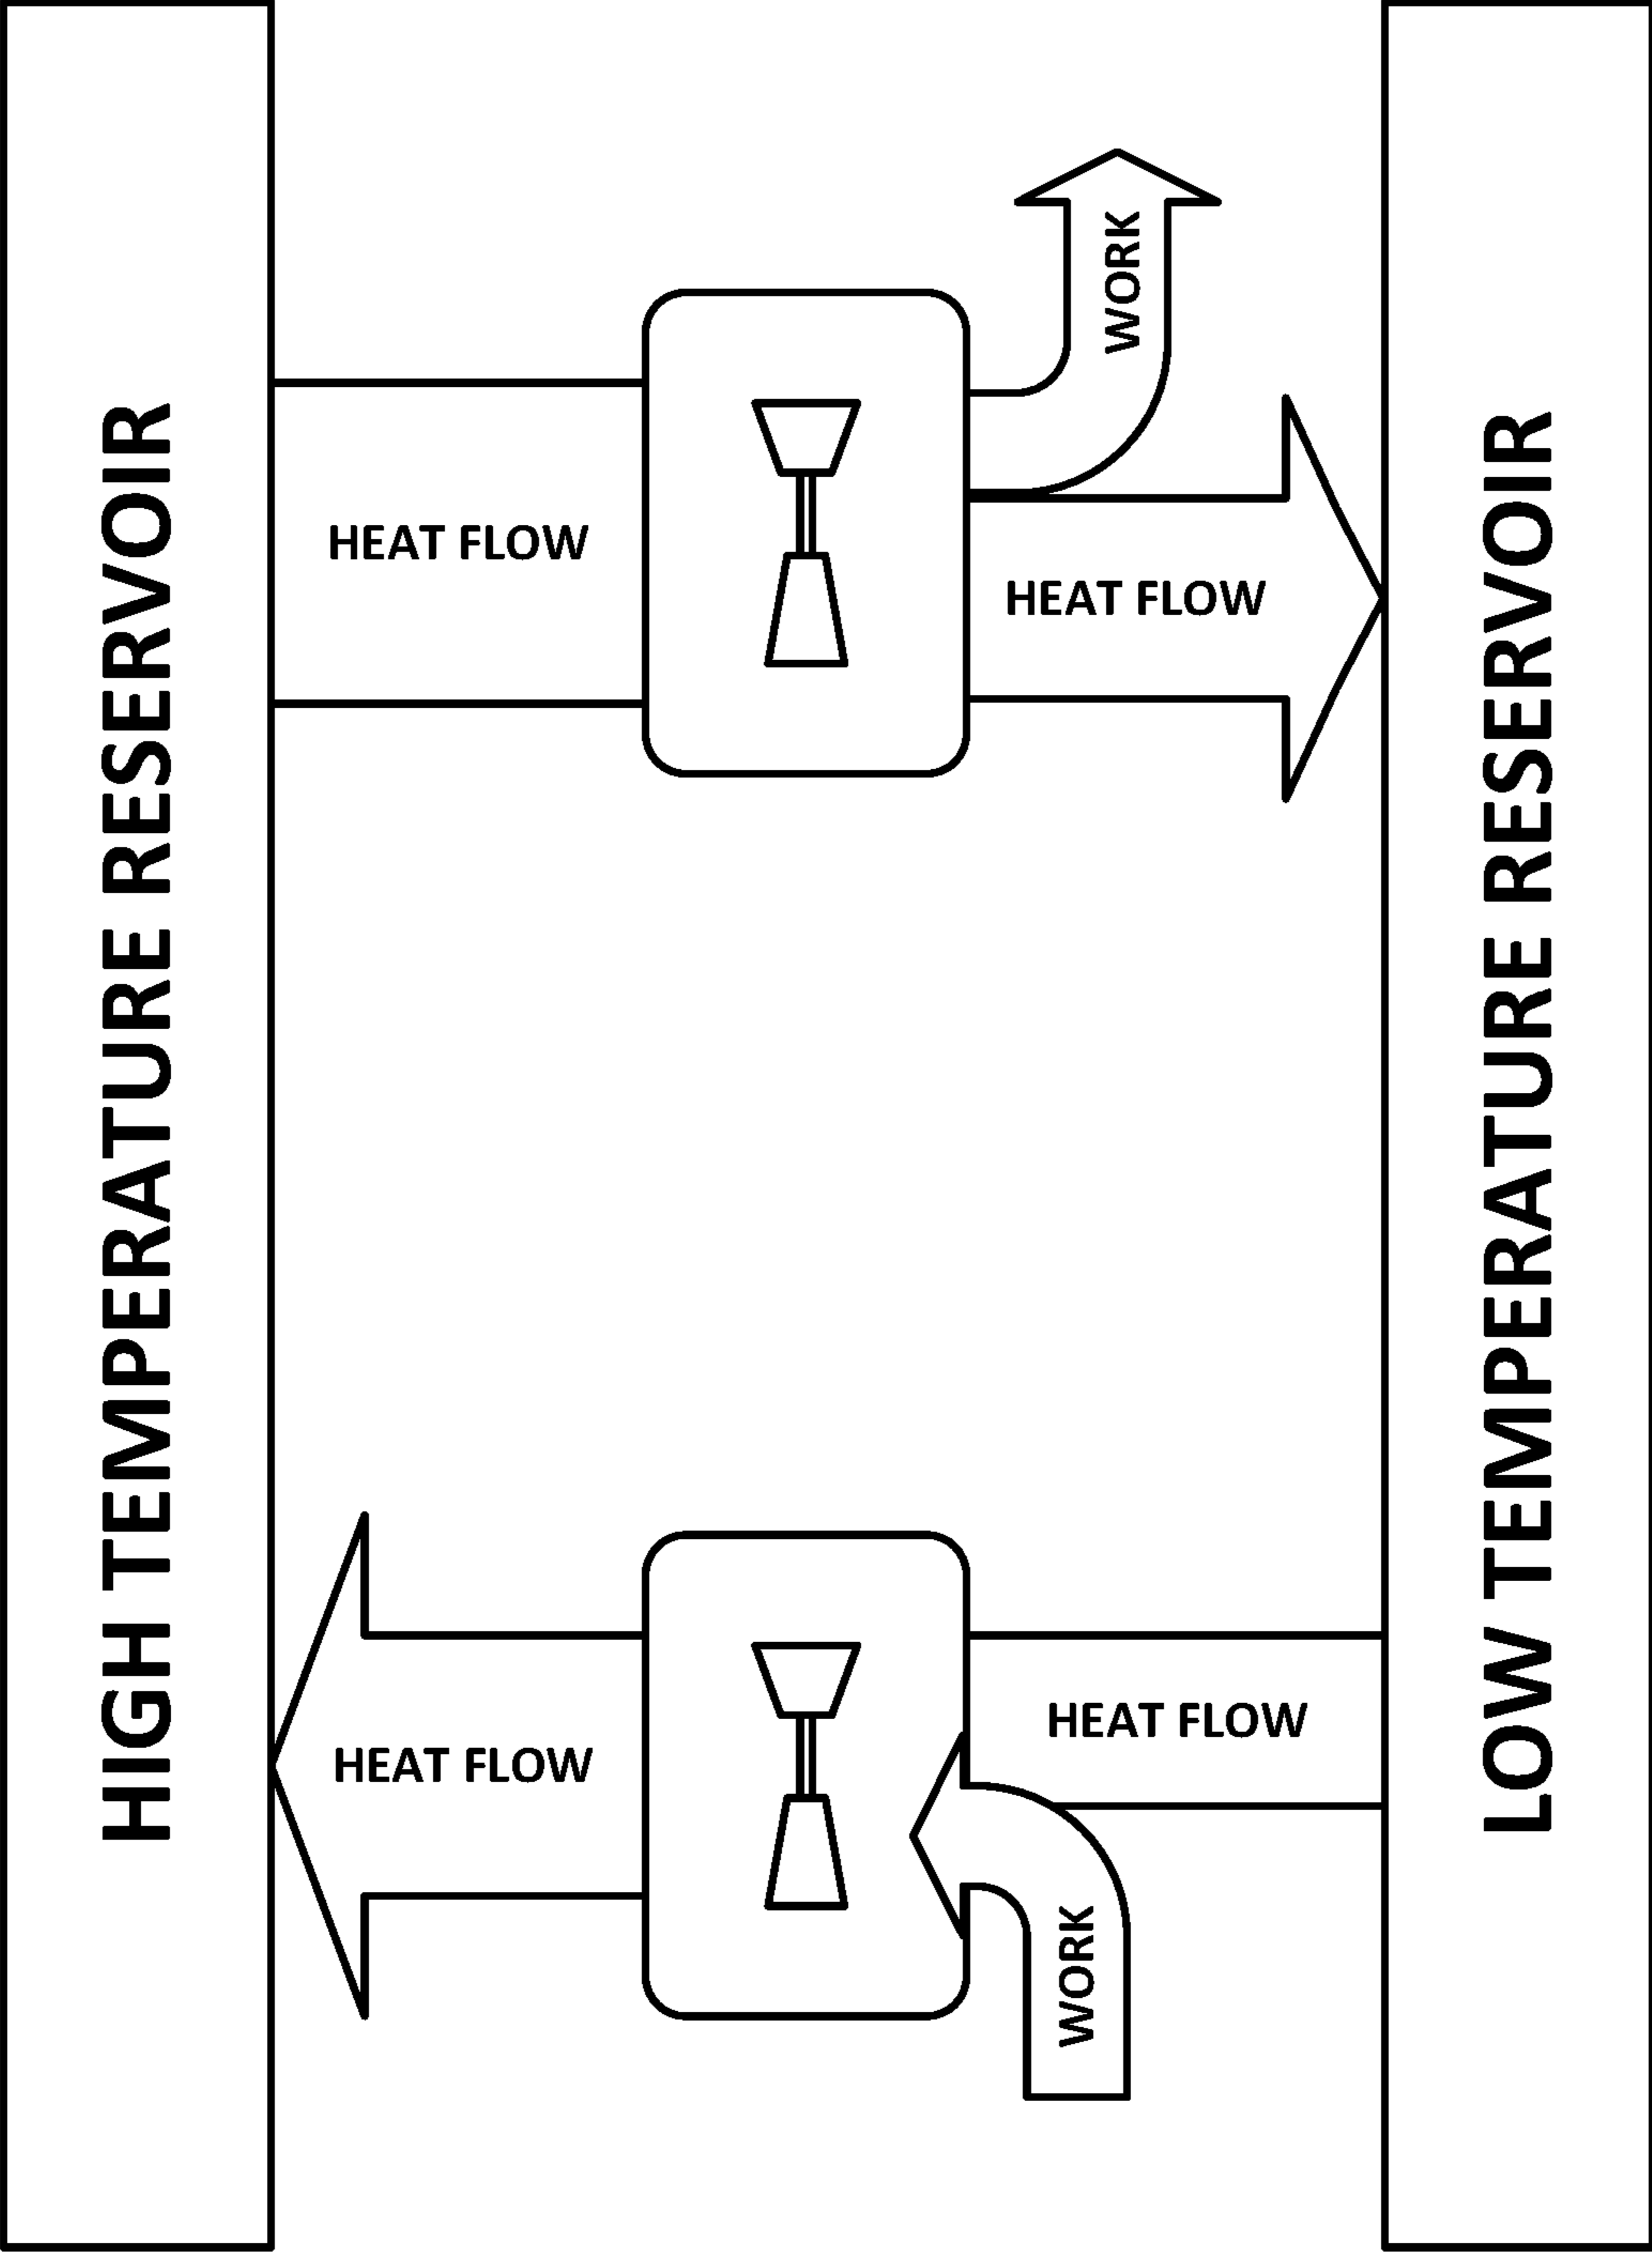 HIGH TEMPERATURE RESERVOIR
HEAT FLOW
WORK
HEAT FLOW
LOW TEMPERATURE RESERVOIR
HEAT FLOW
HEAT FLOW
WORK